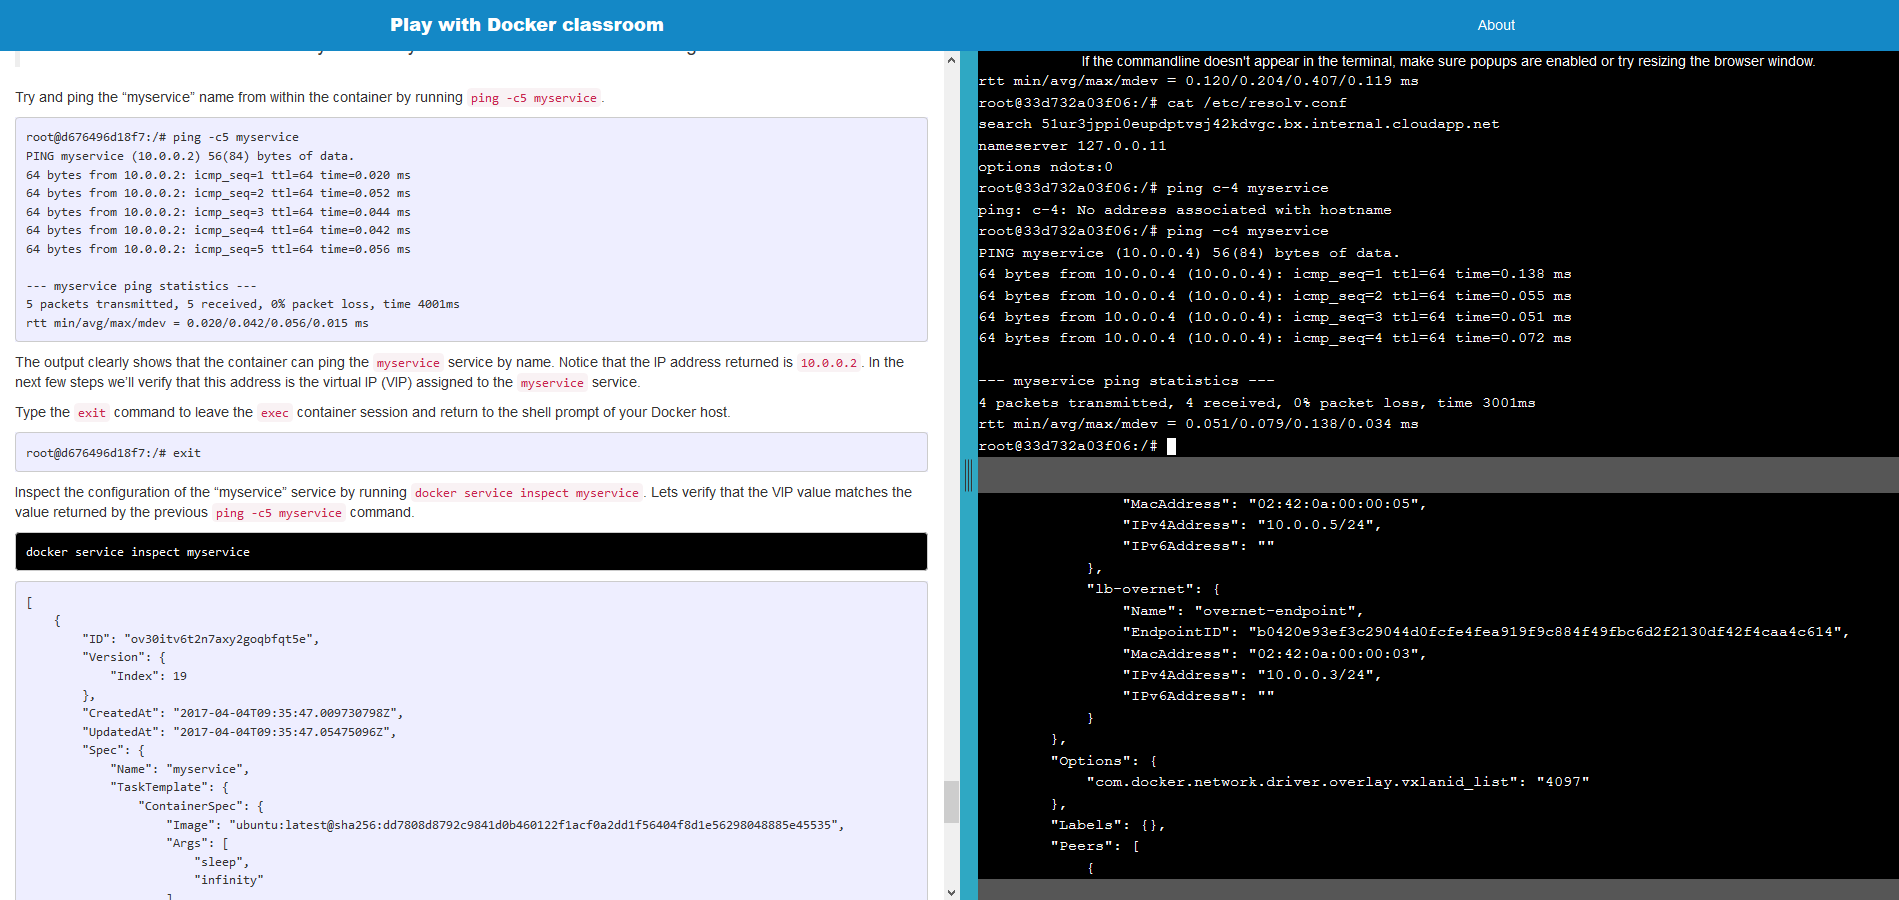 Play with Docker classroom
About
Try and ping the “myservice” name from within the container by running ping -c5 myservice .
root@d676496d18f7:/# ping -c5 myservice
PING myservice (10.0.0.2) 56(84) bytes of data.
64 bytes from 10.0.0.2: icmp_seq=1 ttl=64 time=0.020 ms
64 bytes from 10.0.0.2: icmp_seq=2 ttl=64 time=0.052 ms
64 bytes from 10.0.0.2: icmp_seq=3 ttl=64 time=0.044 ms
64 bytes from 10.0.0.2: icmp_seq=4 ttl=64 time=0.042 ms
64 bytes from 10.0.0.2: icmp_seq=5 ttl=64 time=0.056 ms
--- myservice ping statistics ---
5 packets transmitted, 5 received, 0% packet loss, time 4001ms
rtt min/avg/max/mdev = 0.020/0.042/0.056/0.015 ms
The output clearly shows that the container can ping the myservice service by name. Notice that the IP address returned is 10.0.0.2 . In the
next few steps we’ll verify that this address is the virtual IP (VIP) assigned to the myservice service.
Type the exit command to leave the exec container session and return to the shell prompt of your Docker host.
root@d676496d18f7:/# exit
Inspect the configuration of the “myservice” service by running docker service inspect myservice . Lets verify that the VIP value matches the
value returned by the previous ping -c5 myservice command.
docker service inspect myservice
[
{
"ID": "ov30itv6t2n7axy2goqbfqt5e",
"Version": {
"Index": 19
},
"CreatedAt": "2017-04-04T09:35:47.009730798Z",
"UpdatedAt": "2017-04-04T09:35:47.05475096Z",
"Spec": {
"Name": "myservice",
"TaskTemplate": {
"ContainerSpec": {
"Image": "ubuntu:latest@sha256:dd7808d8792c9841d0b460122f1acf0a2dd1f56404f8d1e56298048885e45535",
"Args": [
"sleep",
"infinity"
]
If the commandline doesn't appear in the terminal, make sure popups are enabled or try resizing the browser window.
rtt min/avg/max/mdev = 0.120/0.204/0.407/0.119 ms
root@33d732a03f06:/# cat /etc/resolv.conf
search 51ur3jppi0eupdptvsj42kdvgc.bx.internal.cloudapp.net
nameserver 127.0.0.11
options ndots:0
root@33d732a03f06:/# ping c-4 myservice
ping: c-4: No address associated with hostname
root@33d732a03f06:/# ping -c4 myservice
PING myservice (10.0.0.4) 56(84) bytes of data.
64 bytes from 10.0.0.4 (10.0.0.4): icmp_seq=1 ttl=64 time=0.138 ms
64 bytes from 10.0.0.4 (10.0.0.4): icmp_seq=2 ttl=64 time=0.055 ms
64 bytes from 10.0.0.4 (10.0.0.4): icmp_seq=3 ttl=64 time=0.051 ms
64 bytes from 10.0.0.4 (10.0.0.4): icmp_seq=4 ttl=64 time=0.072 ms
--- myservice ping statistics ---
4 packets transmitted, 4 received, 0% packet loss, time 3001ms
rtt min/avg/max/mdev = 0.051/0.079/0.138/0.034 ms
root@33d732a03f06:/#
"MacAddress": "02:42:0a:00:00:05",
"IPv4Address": "10.0.0.5/24",
"IPv6Address": ""
},
"lb-overnet": {
"Name": "overnet-endpoint",
"EndpointID": "b0420e93ef3c29044d0fcfe4fea919f9c884f49fbc6d2f2130df42f4caa4c614",
"MacAddress": "02:42:0a:00:00:03",
"IPv4Address": "10.0.0.3/24",
"IPv6Address": ""
}
},
"Options": {
"com.docker.network.driver.overlay.vxlanid_list": "4097"
},
"Labels": {},
"Peers": [
{